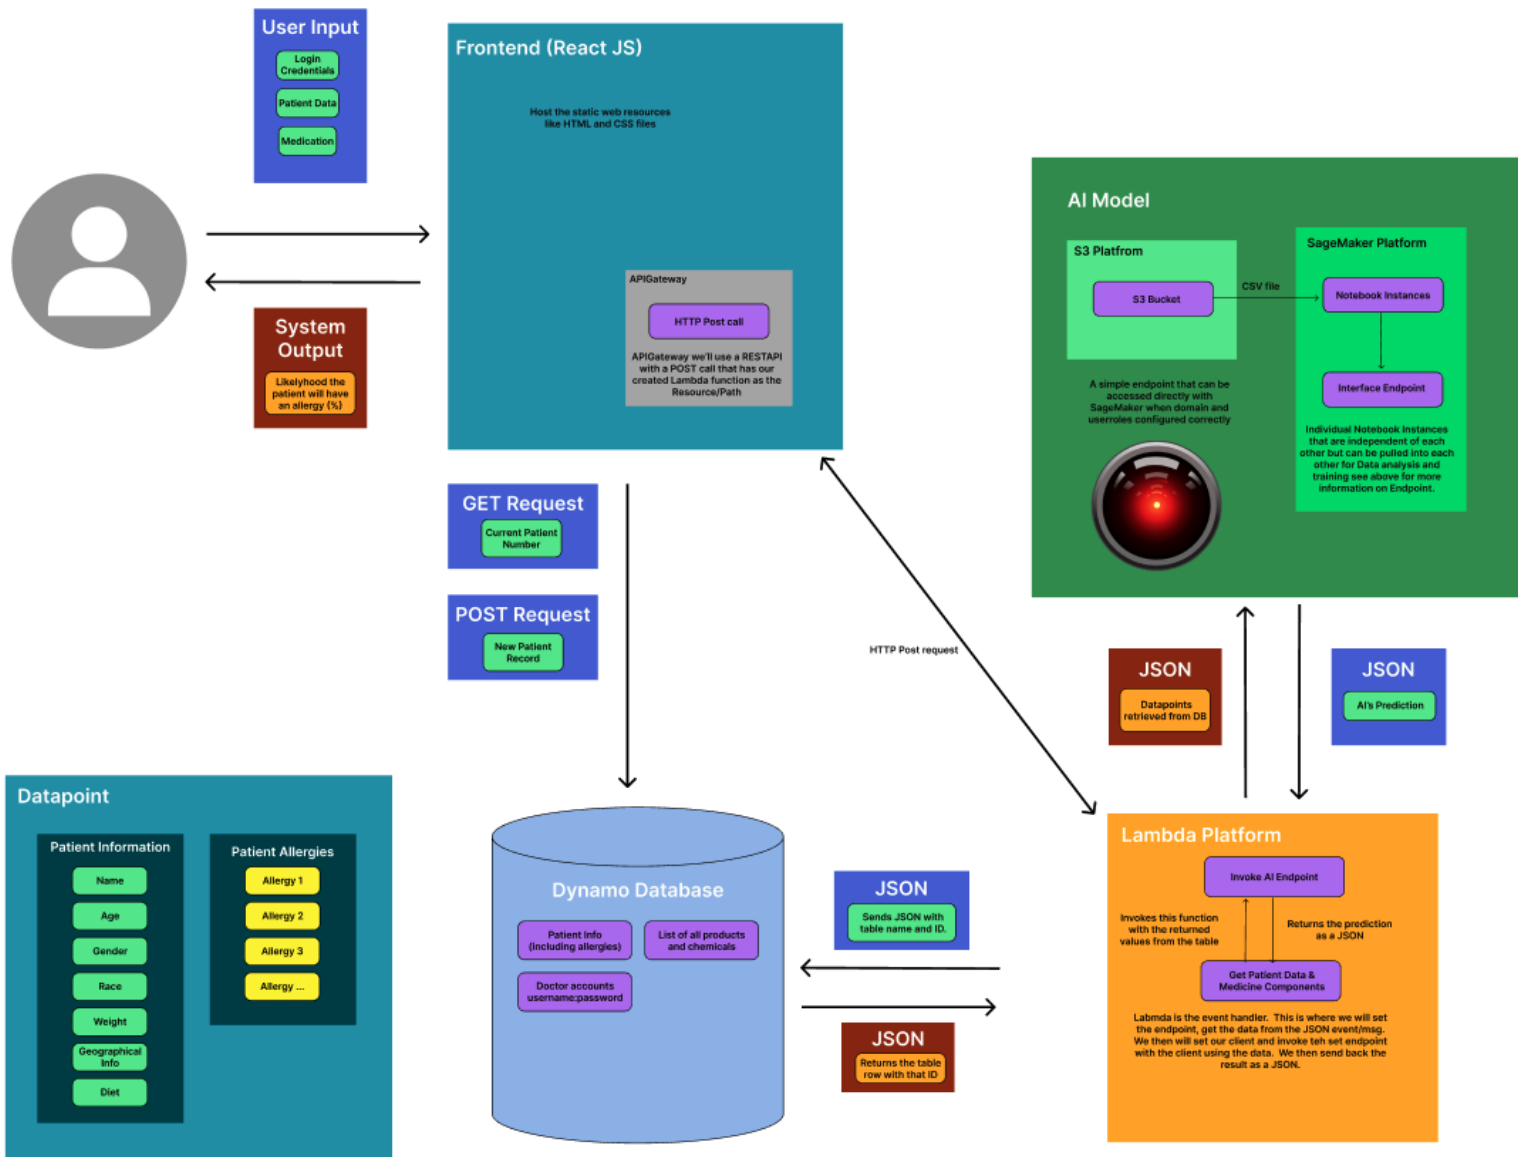 User Input
Login
Credentials
Patient Data
Medication
System
Output
Likelyhood the
patient will have
an allergy (%)
Frontend (React JS)
Host the static web resources
like HTML and CSS files
APIGateway
HTTP Post call
APIGateway we'll use a RESTAPI
with a POST call that has our
created Lambda function as the
Resource/Path
AI Model
S3 Platfrom
S3 Bucket
CSV file
SageMaker Platform
Notebook Instances
Interface Endpoint
A simple endpoint that can be
accessed directly with
SageMaker when domain and
userroles configured correctly
Individual Notebook Instances
that are independent of each
other but can be pulled into each
other for Data analysis and
training see above for more
information on Endpoint.
GET Request
Current Patient
Number
POST Request
New Patient
Record
HTTP Post request
JSON
Datapoints
retrieved from DB
JSON
AI's Prediction
Datapoint
Patient Information
Name
Age
Gender
Race
Weight
Geographical
Info
Diet
Patient Allergies
Allergy 1
Allergy 2
Allergy 3
Allergy ...
Dynamo Database
Patient Info
(including allergies)
List of all products
and chemicals
Doctor accounts
username:password
JSON
Sends JSON with
table name and ID.
JSON
Returns the table
row with that ID
Lambda Platform
Invoke AI Endpoint
Invokes this function
with the returned
values from the table
Returns the prediction
as a JSON
Get Patient Data &
Medicine Components
Labmda is the event handler. This is where we will set
the endpoint, get the data from the JSON event/msg.
We then will set our client and invoke teh set endpoint
with the client using the data. We then send back the
result as a JSON.